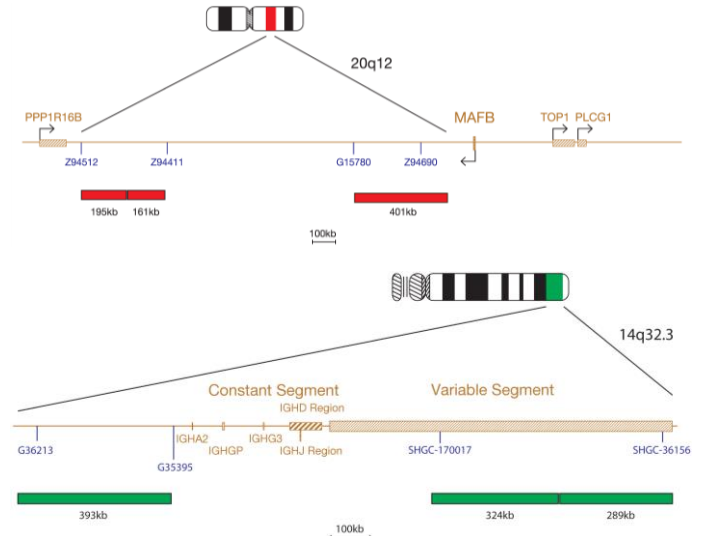 20q12
PPP1R16B
MAFB
TOP1 PLCG1
Z94512 Z94411 G15780 Z94690
195kb 161kb 401kb
100kb
14q32.3
Constant Segment Variable Segment
IGHD Region
IGHA2 IGHG3
IGHGP IGHJ Region
G36213 SHGC-170017 SHGC-36156
G35395
393kb 324kb 289kb
100kb